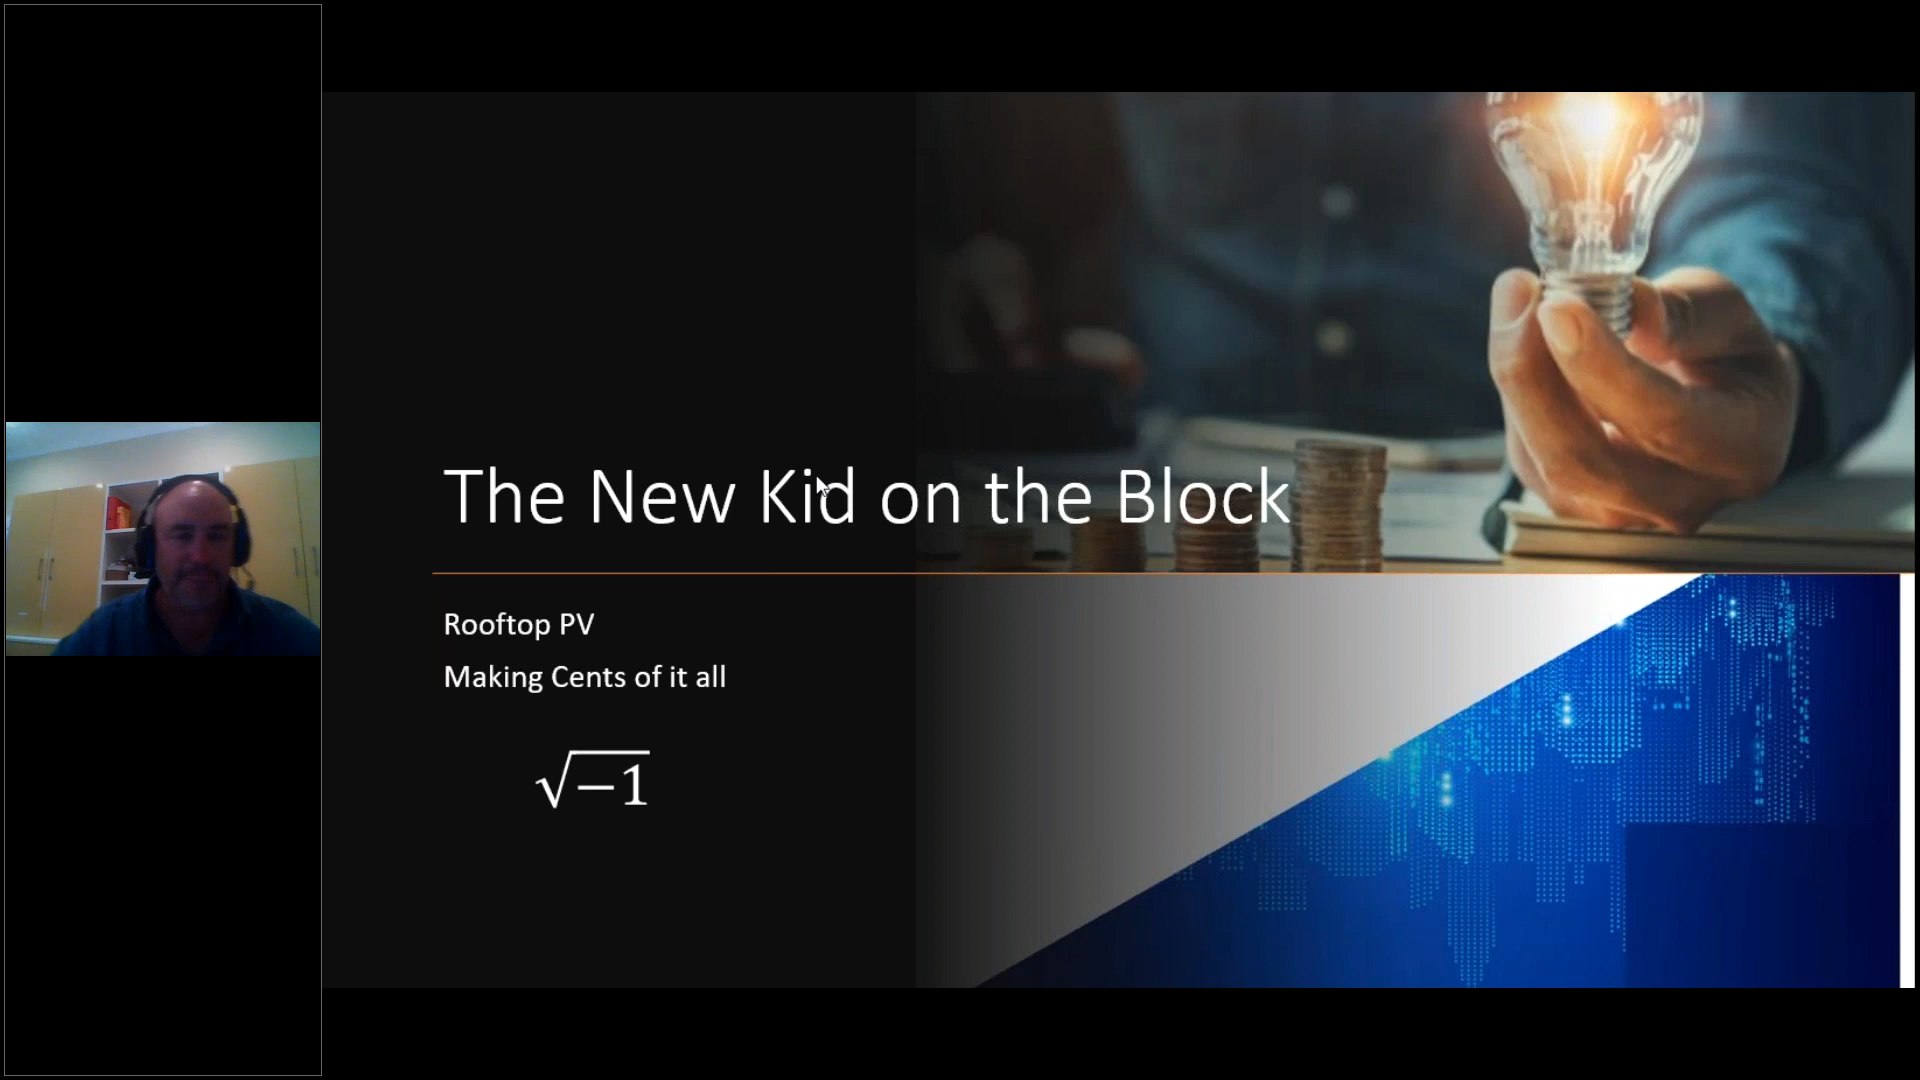 The New Kid on the Block
Rooftop PV
Making Cents of it all
√−1